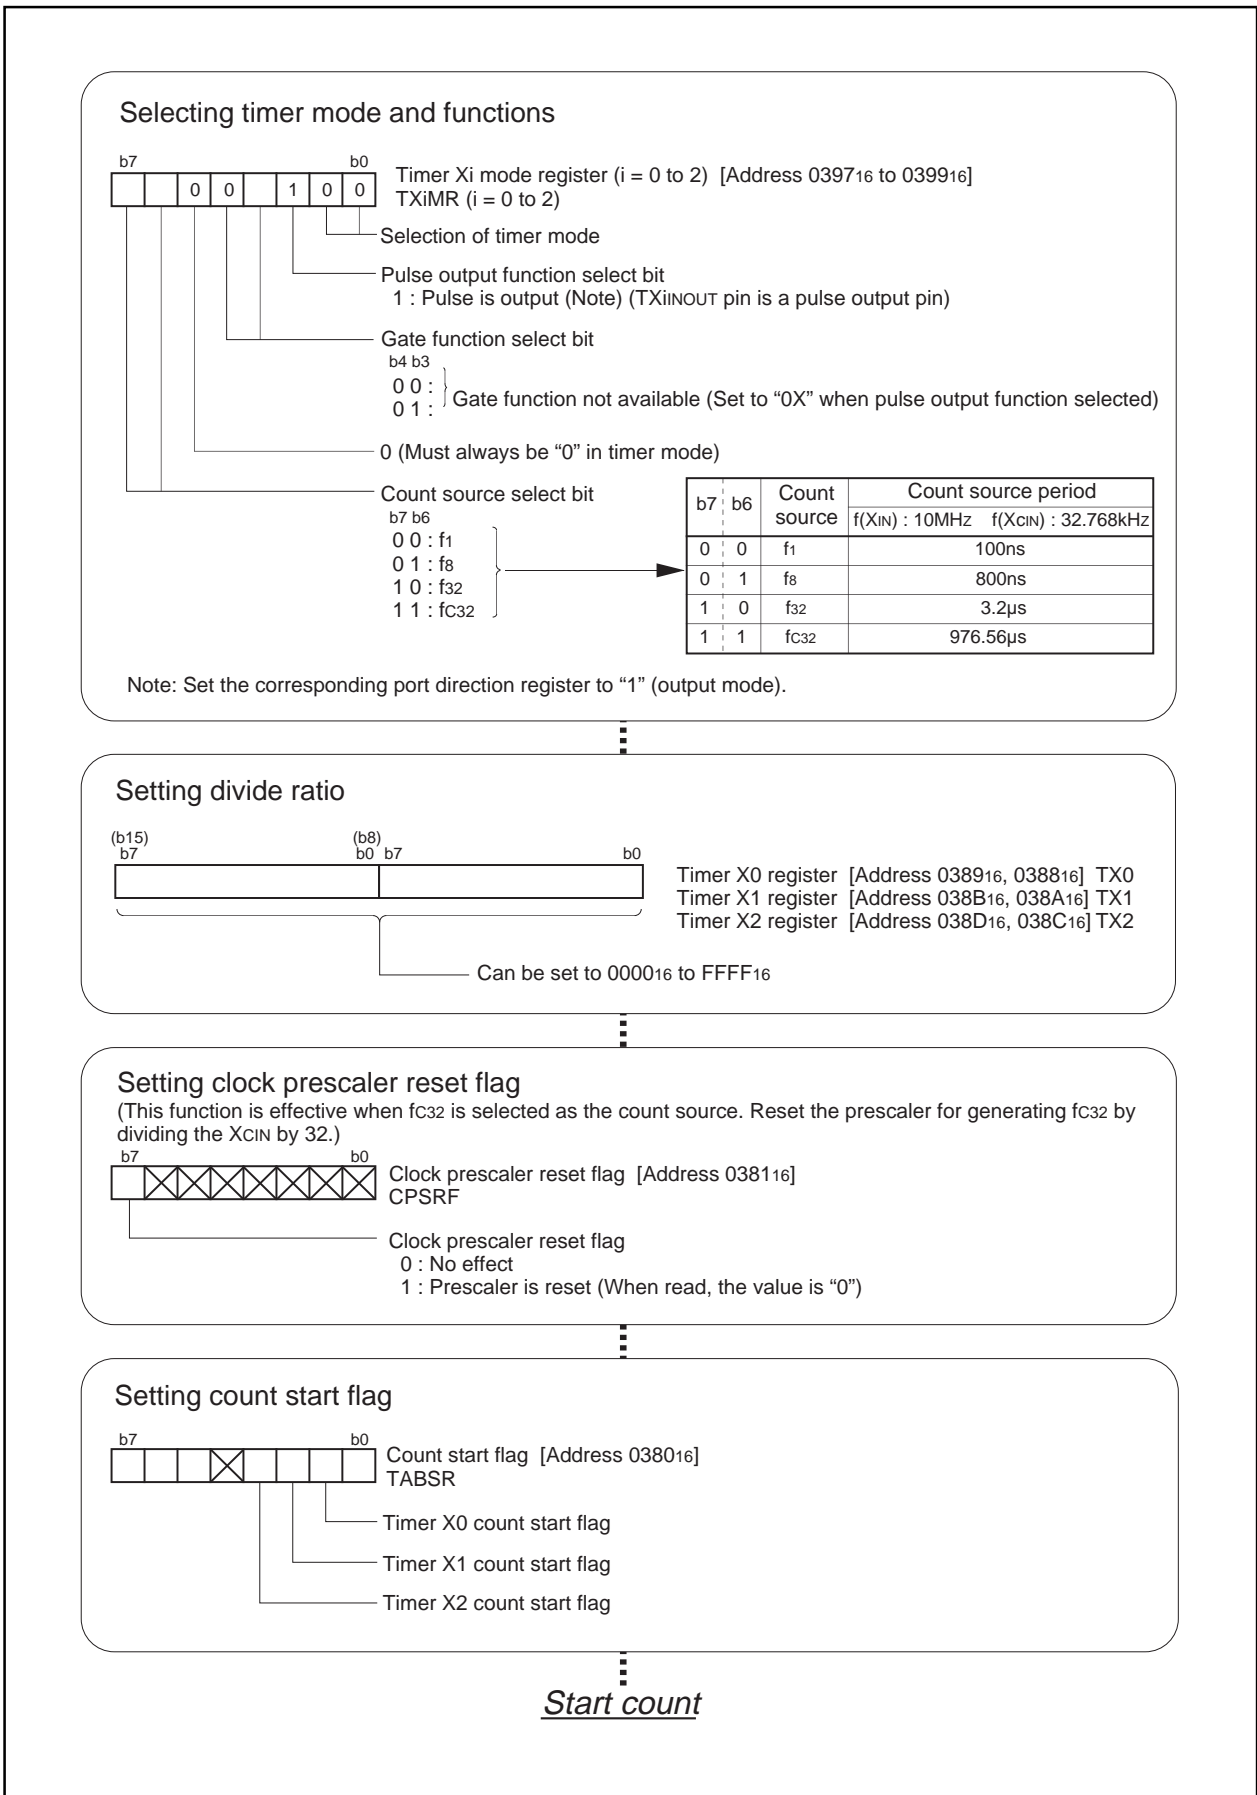 Selecting timer mode and functions
b7 b0
0 0 1 0 0
Timer Xi mode register (i = 0 to 2) [Address 039716 to 039916]
TXiMR (i = 0 to 2)
Selection of timer mode
Pulse output function select bit
1 : Pulse is output (Note) (TXiINOUT pin is a pulse output pin)
Gate function select bit
b4 b3
0 0 :
0 1 :
Gate function not available (Set to “0X” when pulse output function selected)
0 (Must always be “0” in timer mode)
Count source select bit
b7 b6
0 0 : f1
0 1 : f8
1 0 : f32
1 1 : fC32
b7 b6 Count source Count source period
f(XIN) : 10MHz f(XCIN) : 32.768kHz
0 0 f1 100ns
0 1 f8 800ns
1 0 f32 3.2µs
1 1 fC32 976.56µs
Note: Set the corresponding port direction register to “1” (output mode).
Setting divide ratio
(b15) (b8)
b7 b0 b7 b0
Timer X0 register [Address 038916, 038816] TX0
Timer X1 register [Address 038B16, 038A16] TX1
Timer X2 register [Address 038D16, 038C16] TX2
Can be set to 000016 to FFFF16
Setting clock prescaler reset flag
(This function is effective when fC32 is selected as the count source. Reset the prescaler for generating fC32 by
dividing the XCIN by 32.)
b7 b0
Clock prescaler reset flag [Address 038116]
CPSRF
Clock prescaler reset flag
0 : No effect
1 : Prescaler is reset (When read, the value is “0”)
Setting count start flag
b7 b0
Count start flag [Address 038016]
TABSR
Timer X0 count start flag
Timer X1 count start flag
Timer X2 count start flag
Start count